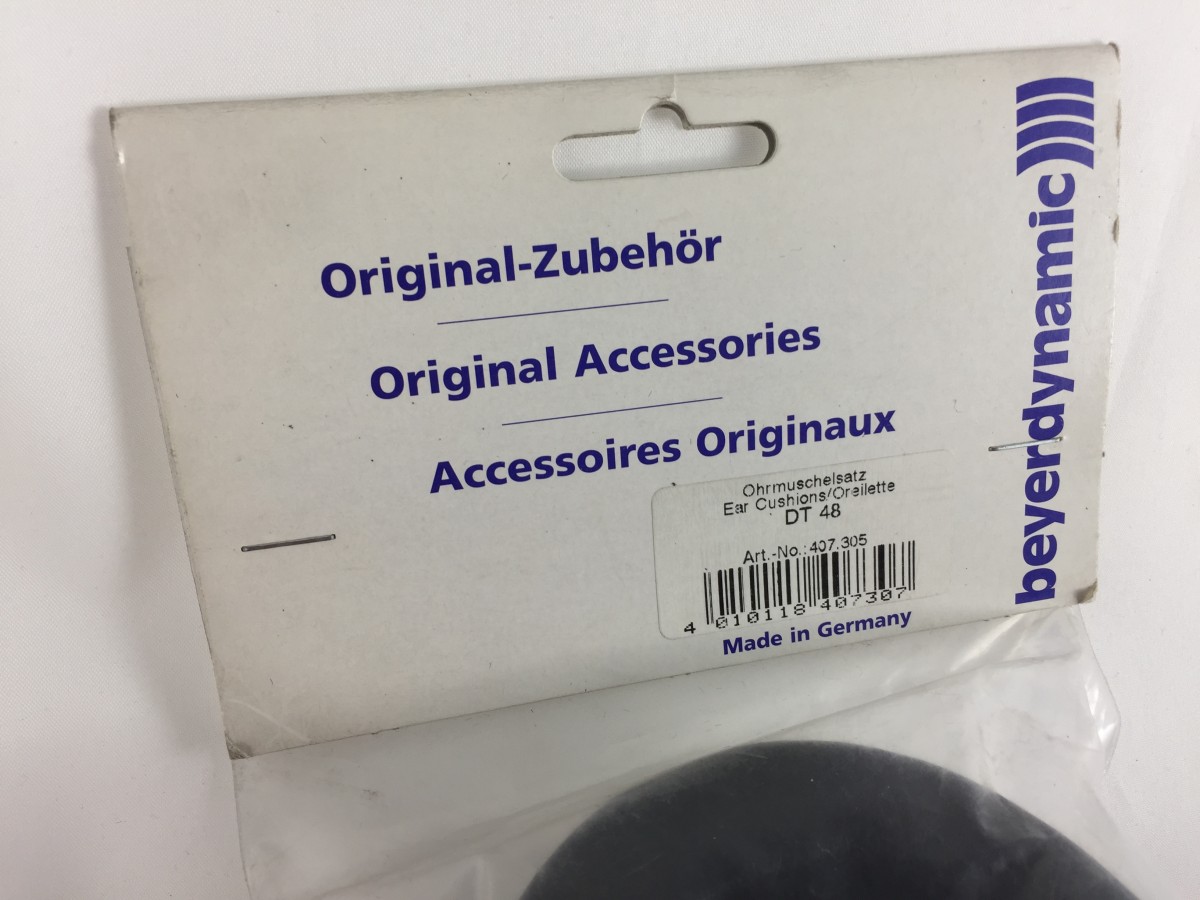 Original-Zubehör
Original Accessories
Accessoires Originaux
Ohrmuschelsatz
Ear Cushions/Oreilette
DT 48
Art.-No.: 407.305
4 010118 407307
Made in Germany
beyerdynamic